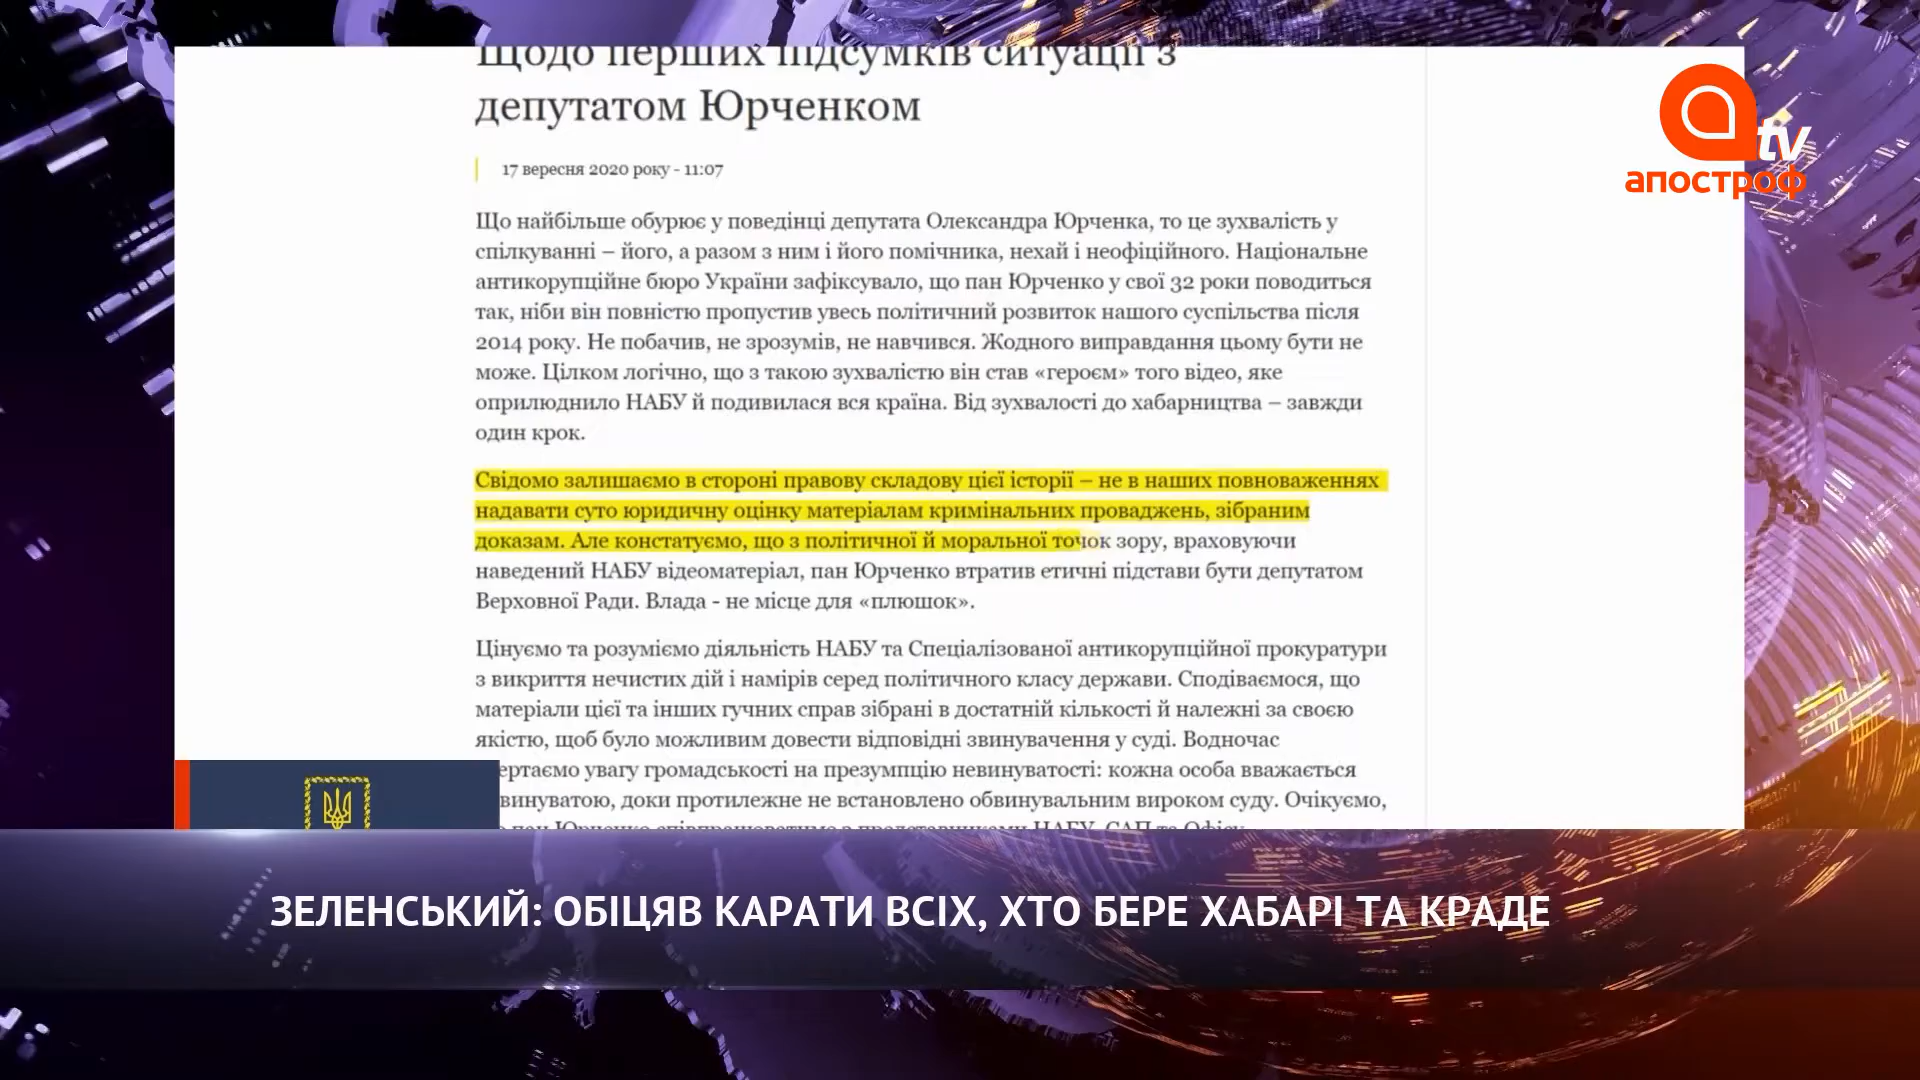 Щодо перших підсумків ситуації з
депутатом Юрченком
17 вересня 2020 року - 11:07
Що найбільше обурює у поведінці депутата Олександра Юрченка, то це зухвалість у
спілкуванні – його, а разом з ним і його помічника, нехай і неофіційного. Національне
антикорупційне бюро України зафіксувало, що пан Юрченко у свої 32 роки поводиться
так, ніби він повністю пропустив увесь політичний розвиток нашого суспільства після
2014 року. Не побачив, не зрозумів, не навчився. Жодного виправдання цьому бути не
може. Цілком логічно, що з такою зухвалістю він став «героєм» того відео, яке
оприлюднило НАБУ й подивилася вся країна. Від зухвалості до хабарництва – завжди
один крок.
Свідомо залишаємо в стороні правову складову цієї історії – не в наших повноваженнях
надавати суто юридичну оцінку матеріалам кримінальних проваджень, зібраним
доказам. Але констатуємо, що з політичної й моральної точок зору, враховуючи
наведений НАБУ відеоматеріал, пан Юрченко втратив етичні підстави бути депутатом
Верховної Ради. Влада - не місце для «плюшок».
Цінуємо та розуміємо діяльність НАБУ та Спеціалізованої антикорупційної прокуратури
з викриття нечистих дій і намірів серед політичного класу держави. Сподіваємося, що
матеріали цієї та інших гучних справ зібрані в достатній кількості й належні за своєю
якістю, щоб було можливим довести відповідні звинувачення у суді. Водночас
ертаємо увагу громадськості на презумпцію невинуватості: кожна особа вважається
винуватою, доки протилежне не встановлено обвинувальним вироком суду. Очікуємо,
пан Юрченко співпрацюватиме з представниками НАБУ, САП та Офісу
tv
апостроф
ЗЕЛЕНСЬКИЙ: ОБІЦЯВ КАРАТИ ВСІХ, ХТО БЕРЕ ХАБАРІ ТА КРАДЕ